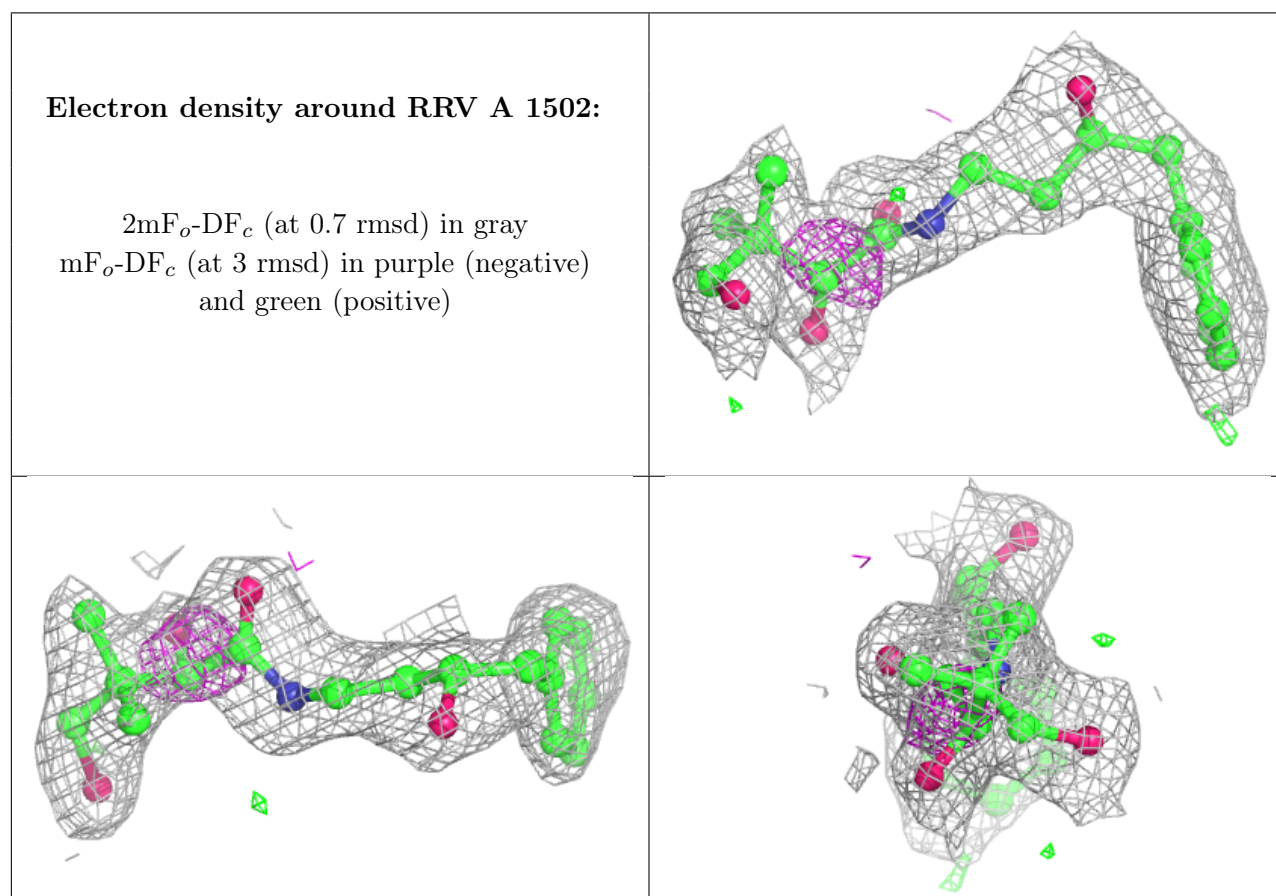 Electron density around RRV A 1502:
2mFo-DFc (at 0.7 rmsd) in gray
mFo-DFc (at 3 rmsd) in purple (negative)
and green (positive)